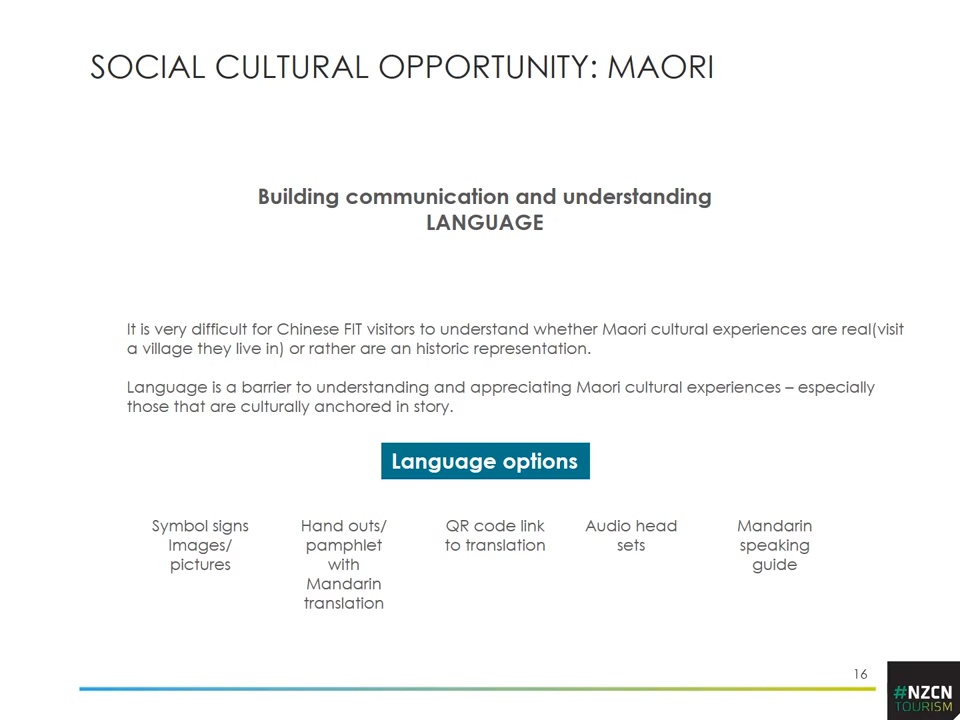 SOCIAL CULTURAL OPPORTUNITY: MAORI
Building communication and understanding
LANGUAGE
It is very difficult for Chinese FIT visitors to understand whether Maori cultural experiences are real(visit
a village they live in) or rather are an historic representation.
Language is a barrier to understanding and appreciating Maori cultural experiences – especially
those that are culturally anchored in story.
Language options
Symbol signs
Images/
pictures
Hand outs/
pamphlet
with
Mandarin
translation
QR code link
to translation
Audio head
sets
Mandarin
speaking
guide
16
#NZCN
TOURISM